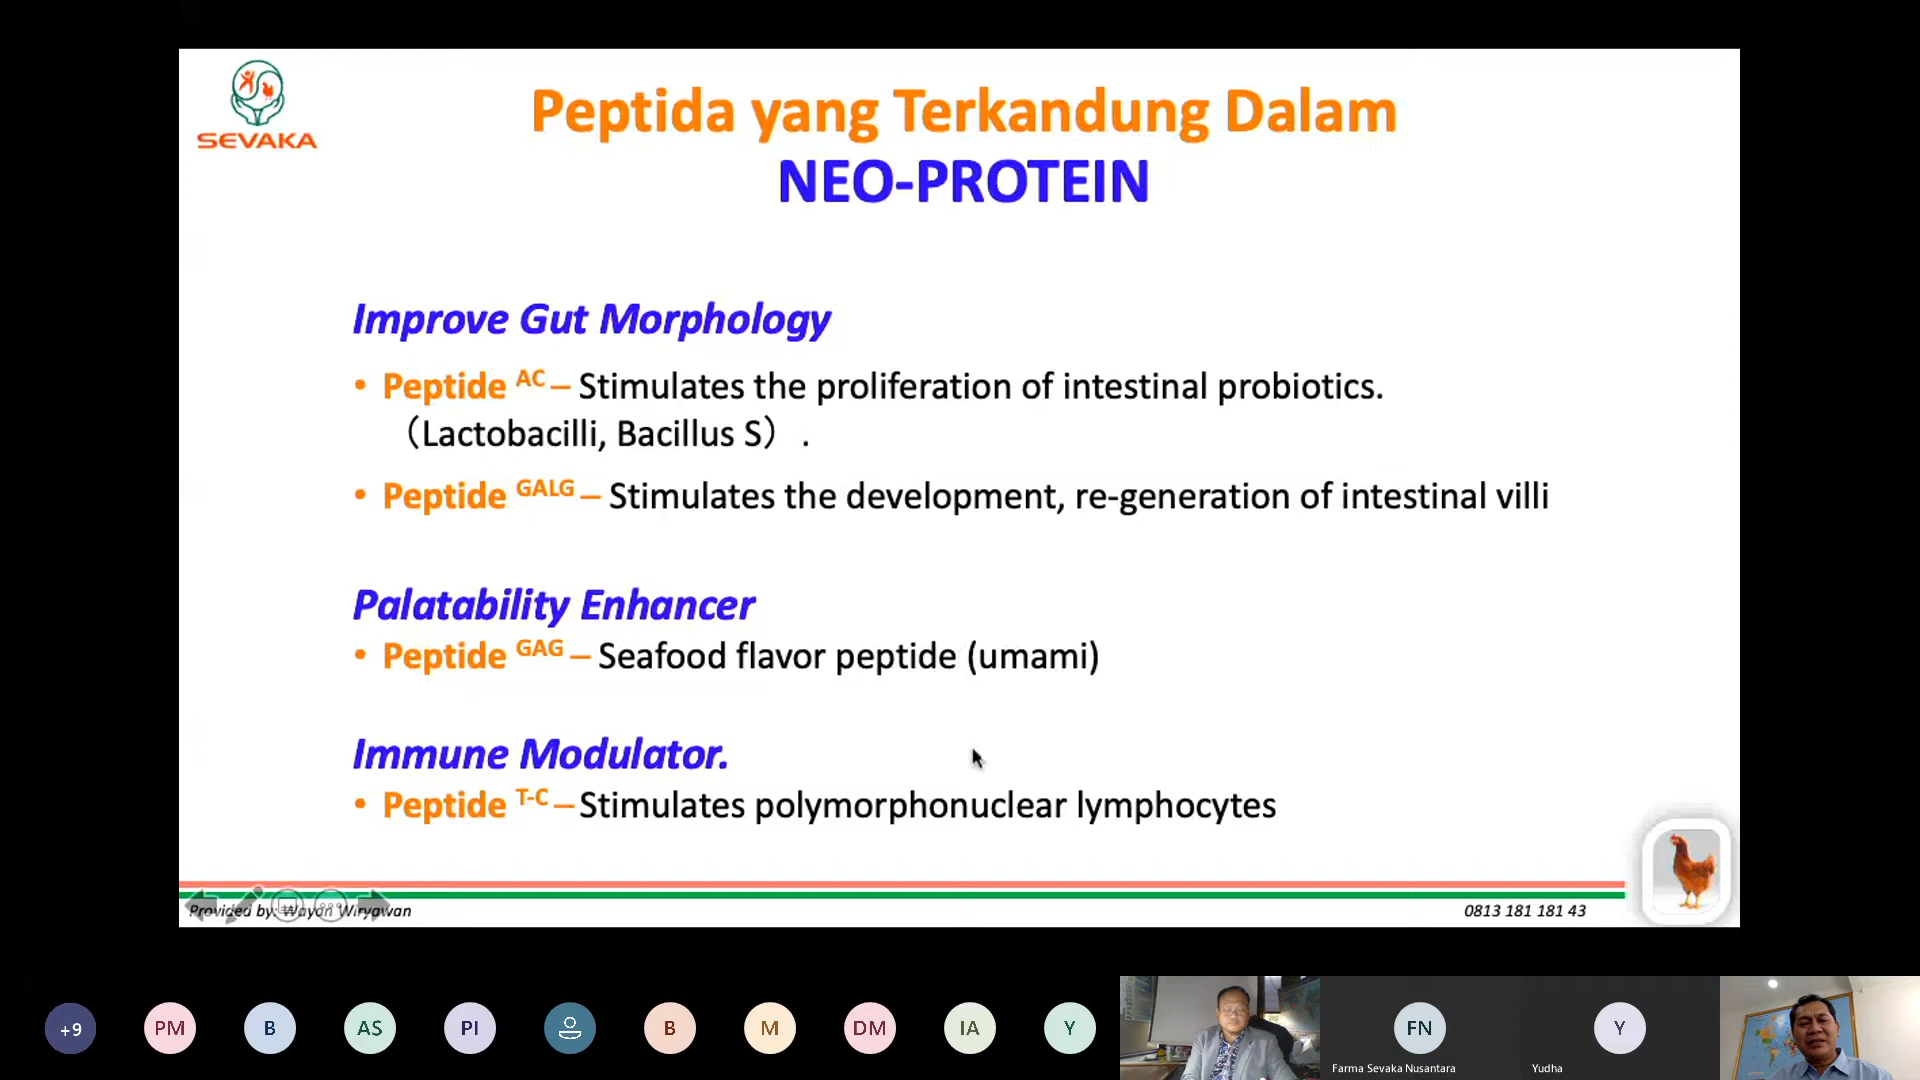 SEVAKA
Peptida yang Terkandung Dalam
NEO-PROTEIN
Improve Gut Morphology
• Peptide AC – Stimulates the proliferation of intestinal probiotics.
（Lactobacilli, Bacillus S） .
• Peptide GALG – Stimulates the development, re-generation of intestinal villi
Palatability Enhancer
• Peptide GAG – Seafood flavor peptide (umami)
Immune Modulator.
• Peptide T-C – Stimulates polymorphonuclear lymphocytes
Provided by: Wayan Wiryawan
0813 181 181 43
+9
PM
B
AS
PI
B
M
DM
IA
Y
FN
Y
Farma Sevaka Nusantara
Yudha